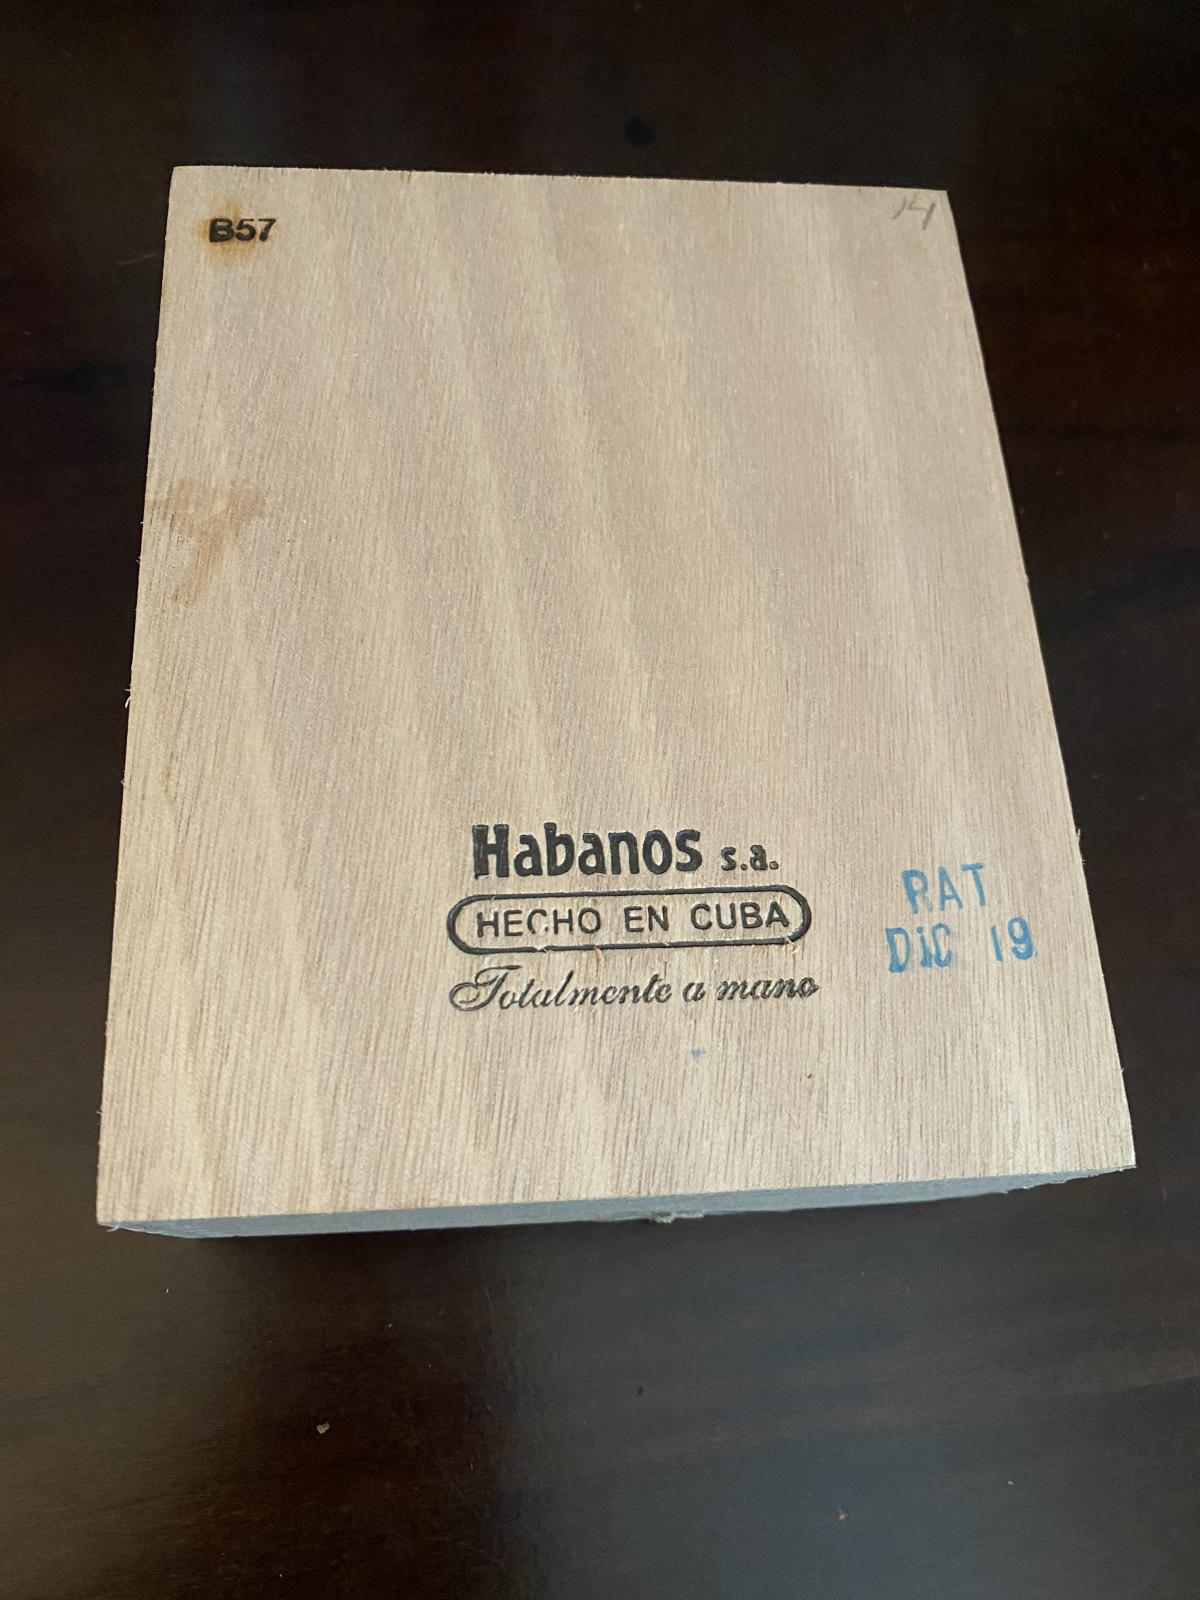 B57
14
Habanos s.a.
HECHO EN CUBA
Totalmente a mano
RAT
DIC 19